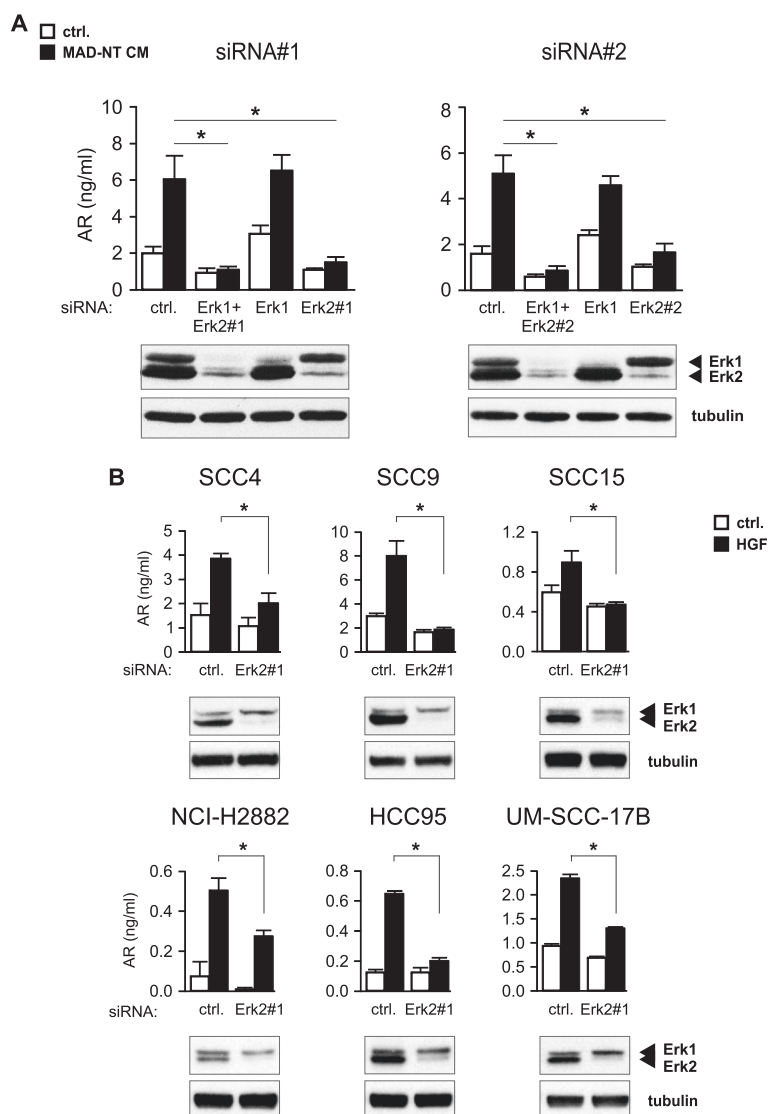 A
ctrl.
MAD-NT CM
siRNA#1
siRNA#2
10
8
6
4
2
0
AR (ng/ml)
8
6
4
2
0
*
*
*
*
siRNA:
ctrl.
Erk1+
Erk2#1
Erk1
Erk2#1
ctrl.
Erk1+
Erk2#2
Erk1
Erk2#2
Erk1
Erk2
tubulin
B
SCC4
SCC9
SCC15
ctrl.
HGF
AR (ng/ml)
5
4
3
2
1
0
*
10
8
6
4
2
0
*
1.2
0.8
0.4
0.0
*
siRNA:
ctrl. Erk2#1
ctrl. Erk2#1
ctrl. Erk2#1
Erk1
Erk2
tubulin
NCI-H2882
HCC95
UM-SCC-17B
AR (ng/ml)
0.6
0.4
0.2
0.0
*
0.8
0.6
0.4
0.2
0.0
*
2.5
2.0
1.5
1.0
0.5
0.0
*
siRNA:
ctrl. Erk2#1
ctrl. Erk2#1
ctrl. Erk2#1
Erk1
Erk2
tubulin